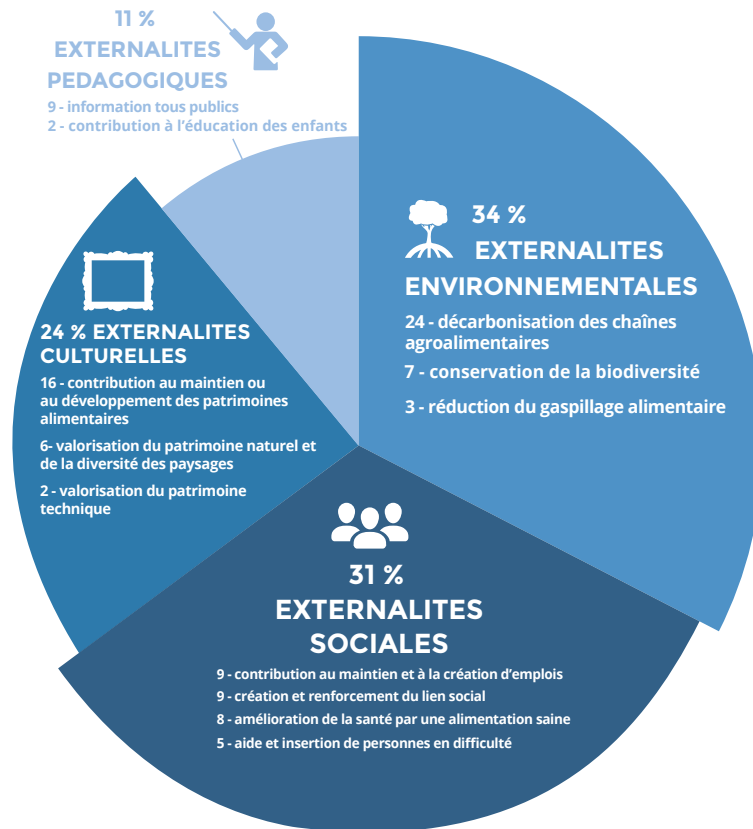 11 %
EXTERNALITES
PEDAGOGIQUES
9 - information tous publics
2 - contribution à l’éducation des enfants
34 %
EXTERNALITES
ENVIRONNEMENTALES
24 - décarbonisation des chaînes
agroalimentaires
7 - conservation de la biodiversité
3 - réduction du gaspillage alimentaire
24 % EXTERNALITES
CULTURELLES
16 - contribution au maintien ou
au développement des patrimoines
alimentaires
6- valorisation du patrimoine naturel et
de la diversité des paysages
2 - valorisation du patrimoine
technique
31 %
EXTERNALITES
SOCIALES
9 - contribution au maintien et à la création d’emplois
9 - création et renforcement du lien social
8 - amélioration de la santé par une alimentation saine
5 - aide et insertion de personnes en difficulté